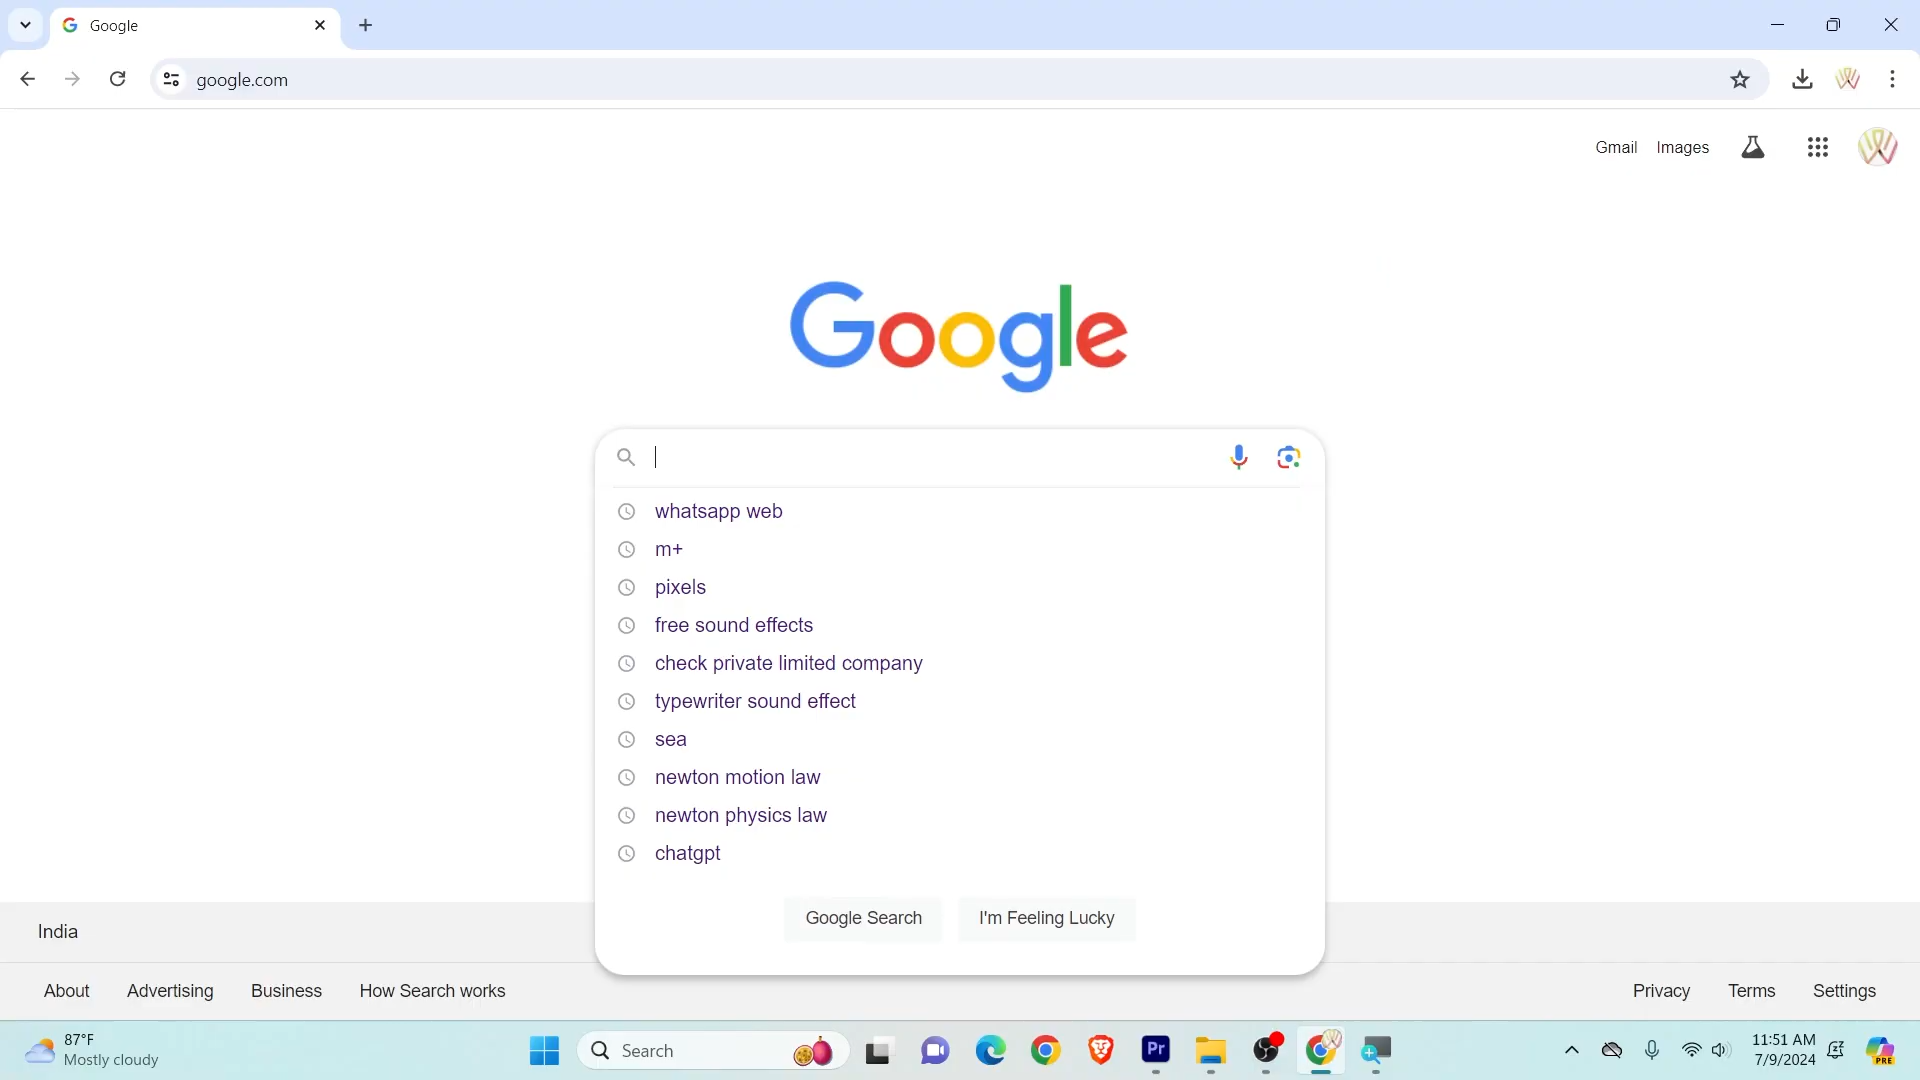 Google
google.com
Gmail
Images
Google
whatsapp web
m+
pixels
free sound effects
check private limited company
typewriter sound effect
sea
newton motion law
newton physics law
chatgpt
Google Search
I'm Feeling Lucky
India
About
Advertising
Business
How Search works
Privacy
Terms
Settings
87°F
Mostly cloudy
Search
Pr
11:51 AM
7/9/2024
PRE